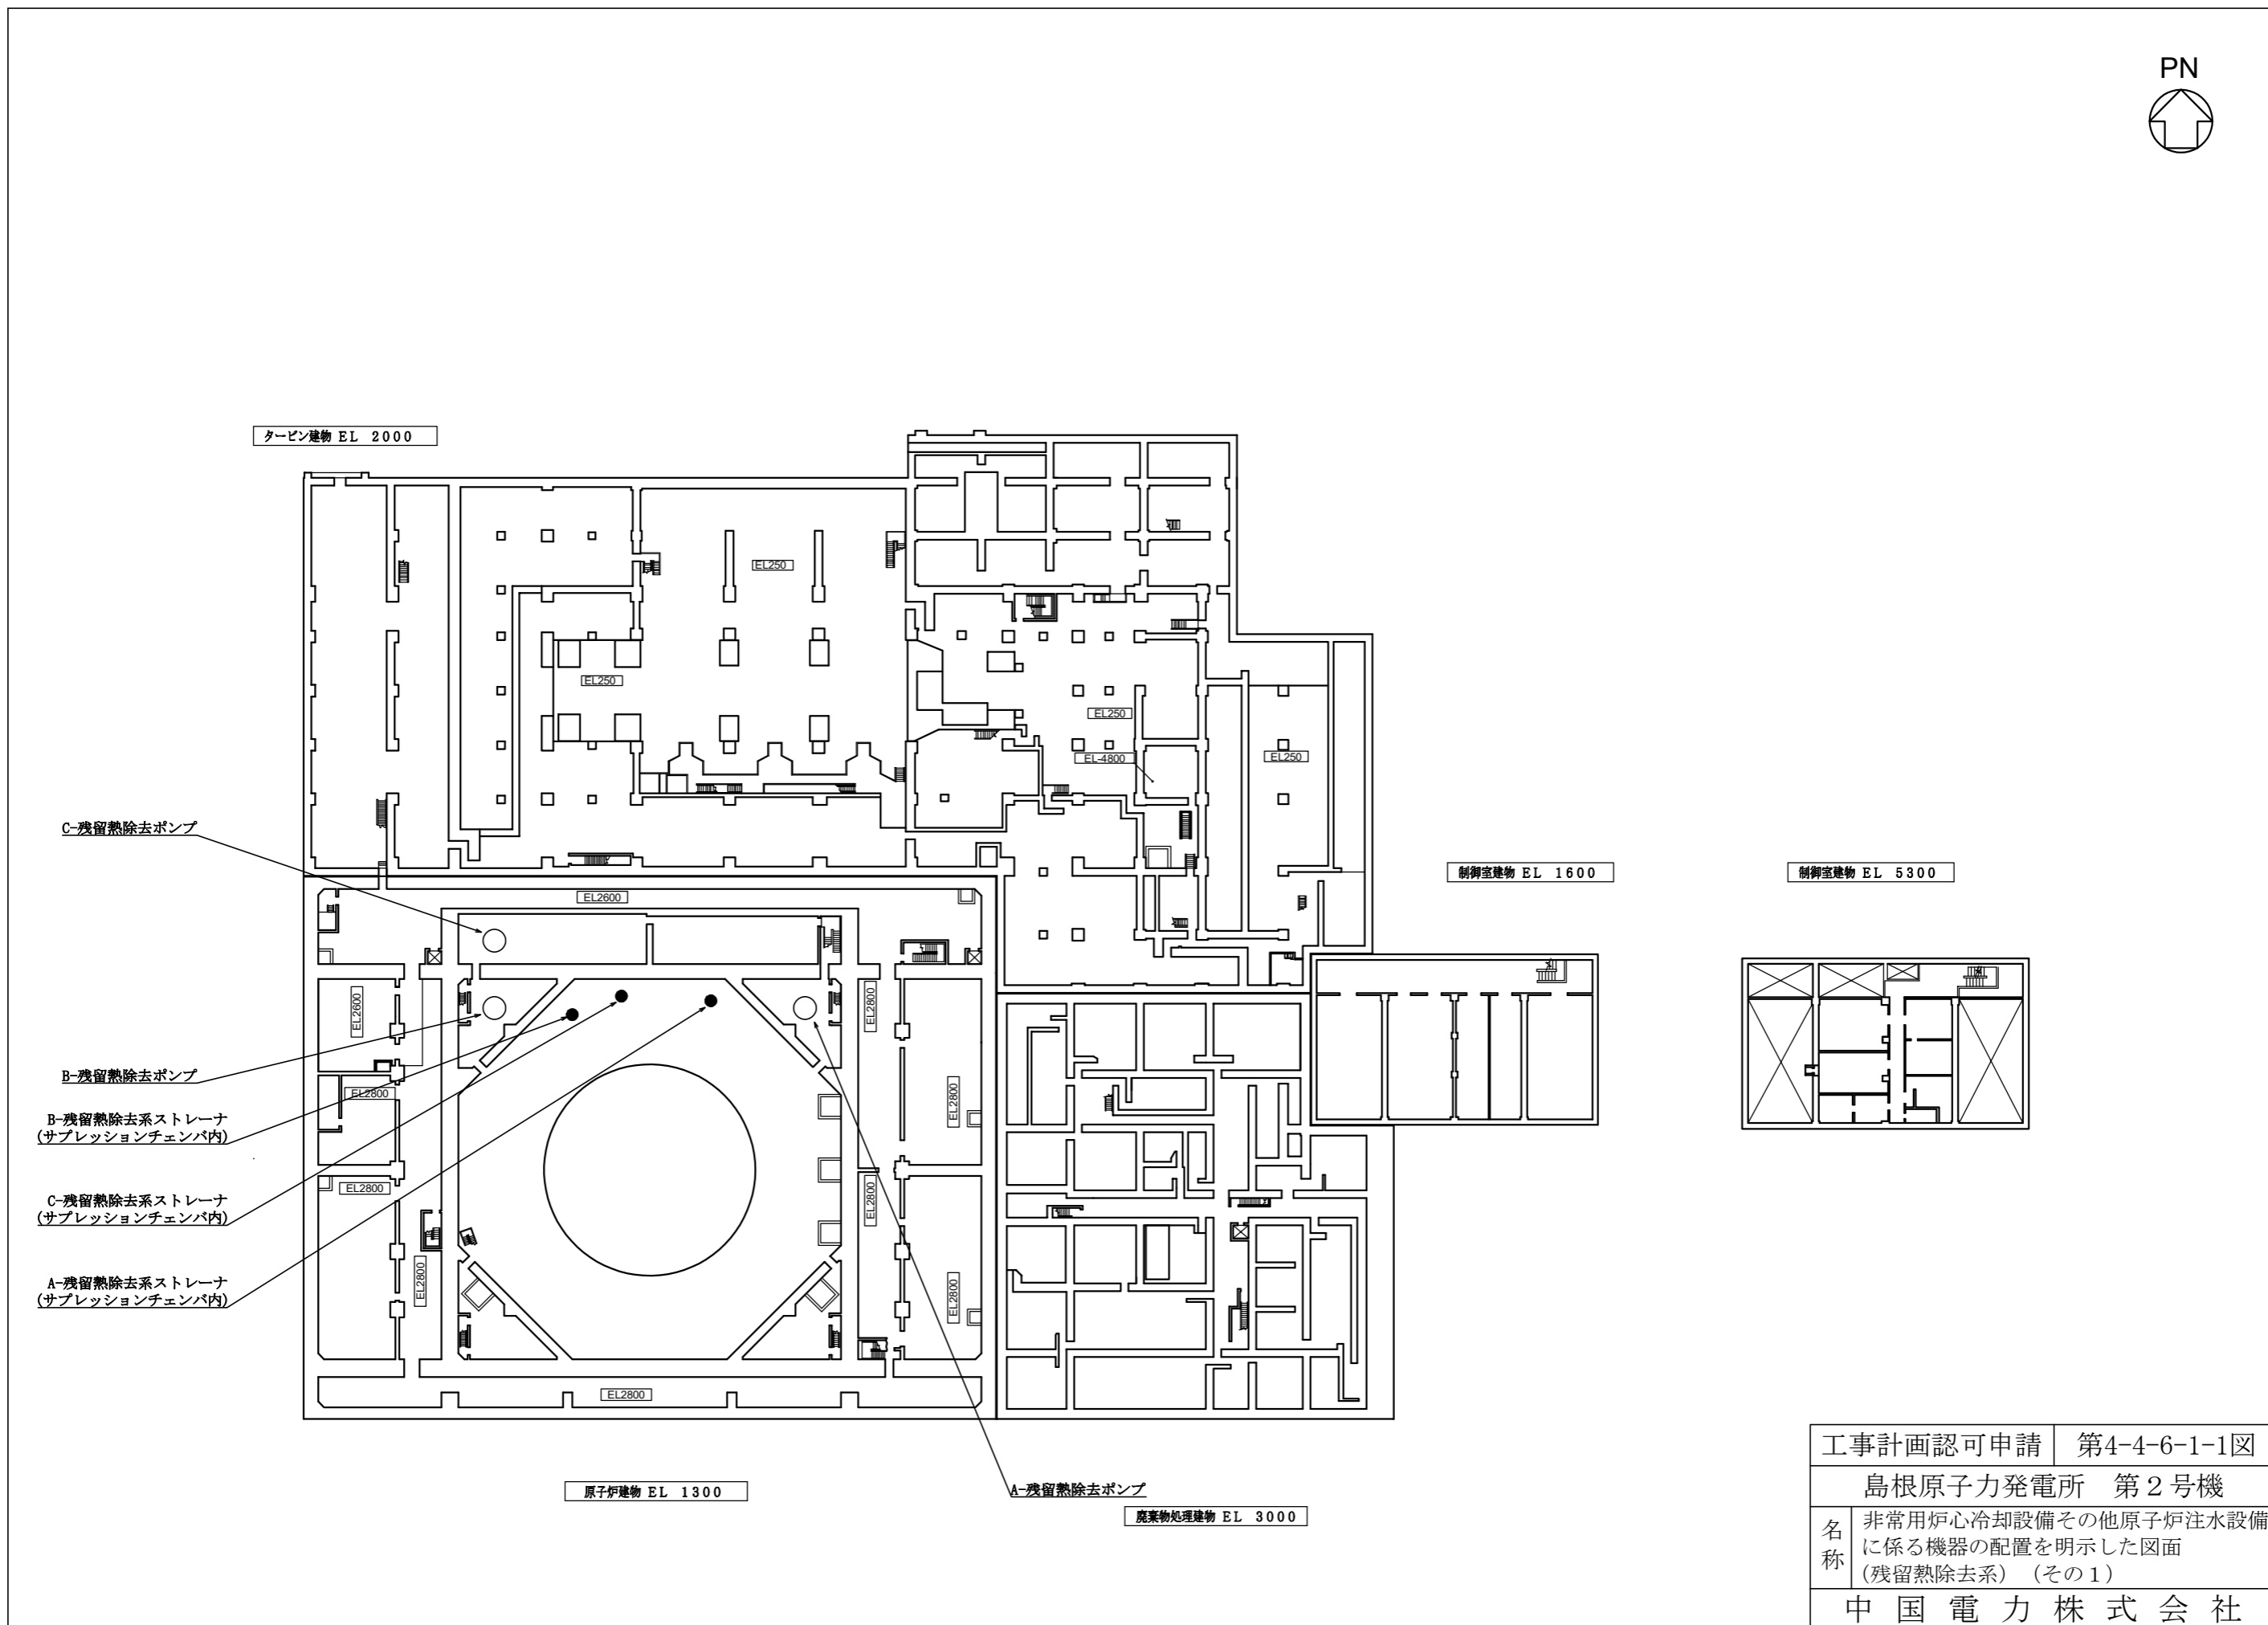 PN
タービン建物 EL 2000
EL250
EL250
EL250
EL-4800
EL250
C-残留熱除去ポンプ
制御室建物 EL 1600
制御室建物 EL 5300
EL2600
EL2600
EL2800
B-残留熱除去ポンプ
EL2800
EL2800
B-残留熱除去系ストレーナ
(サプレッションチェンバ内)
EL2800
EL2800
C-残留熱除去系ストレーナ
(サプレッションチェンバ内)
EL2800
EL2800
A-残留熱除去系ストレーナ
(サプレッションチェンバ内)
EL2800
原子炉建物 EL 1300
A-残留熱除去ポンプ
廃棄物処理建物 EL 3000
工事計画認可申請 第4-4-6-1-1図
島根原子力発電所 第２号機
名称
非常用炉心冷却設備その他原子炉注水設備
に係る機器の配置を明示した図面
(残留熱除去系) (その１)
中国電力株式会社